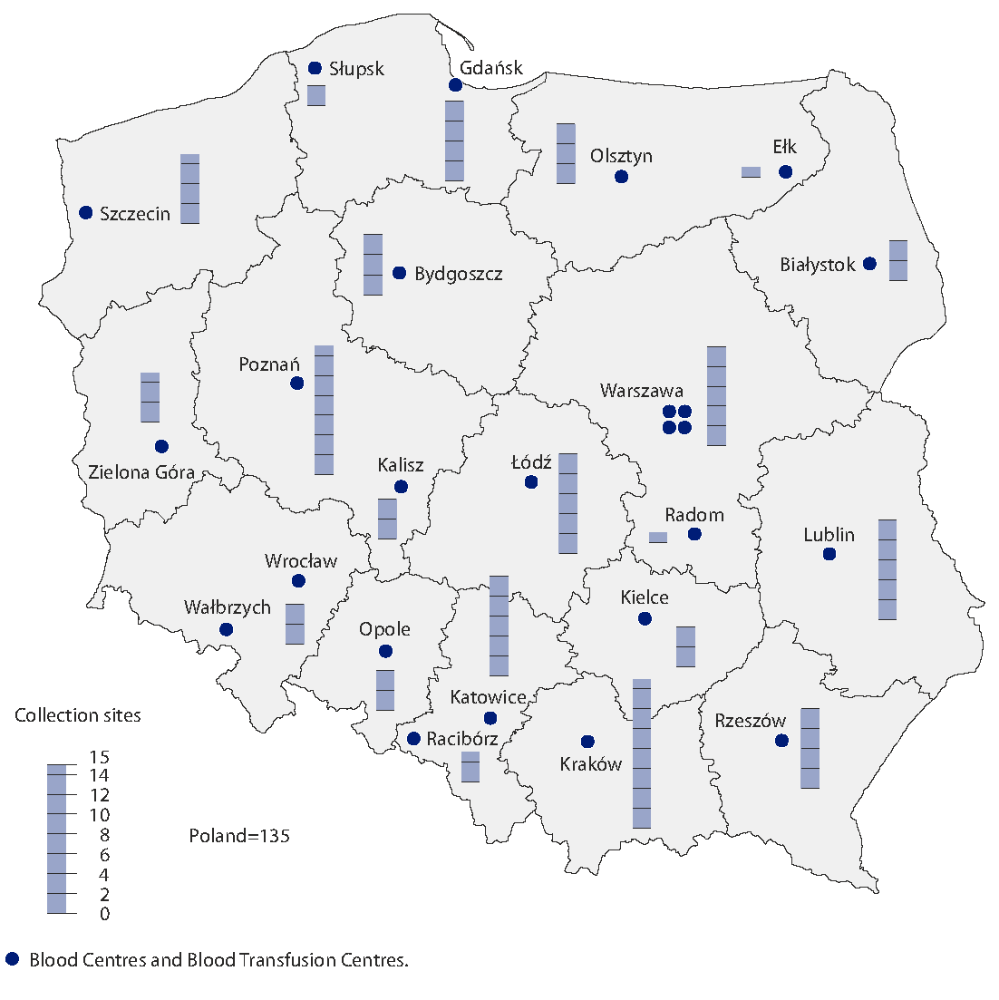 Słupsk
Gdańsk
Olsztyn
Ełk
Szczecin
Bydgoszcz
Białystok
Poznań
Warszawa
Zielona Góra
Kalisz
Łódź
Radom
Lublin
Wrocław
Wałbrzych
Opole
Kielce
Katowice
Racibórz
Kraków
Rzeszów
Collection sites
15
14
12
10
8
6
4
2
0
Poland=135
Blood Centres and Blood Transfusion Centres.